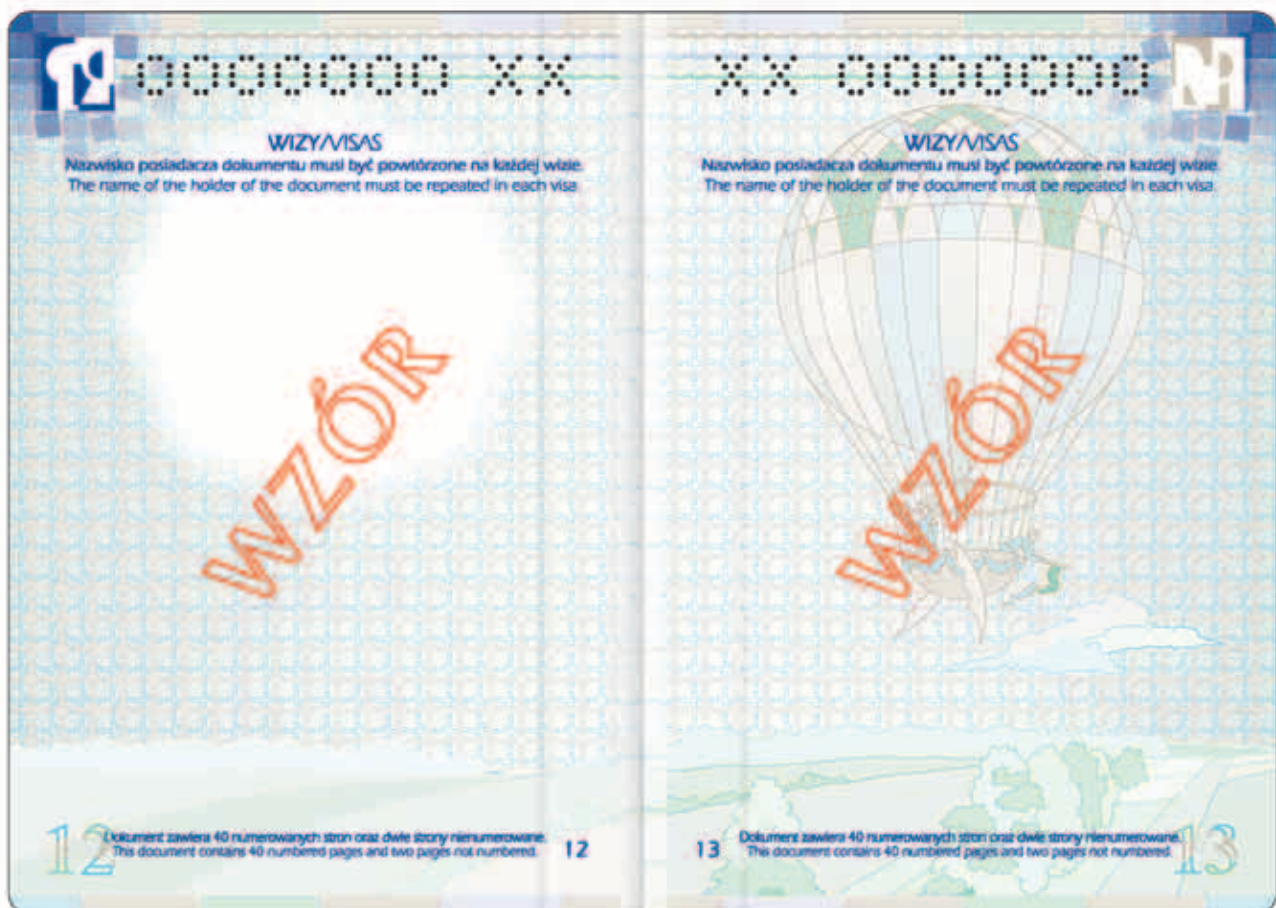 0000000 XX
WIZY/VISAS
Nazwisko posiadacza dokumentu musi być powtórzone na każdej wizie.
The name of the holder of the document must be repeated in each visa.
WZÓR
12
Dokument zawiera 40 numerowanych stron oraz dwie strony nienumerowane.
This document contains 40 numbered pages and two pages not numbered.
12
XX 0000000
WIZY/VISAS
Nazwisko posiadacza dokumentu musi być powtórzone na każdej wizie.
The name of the holder of the document must be repeated in each visa.
WZÓR
13
Dokument zawiera 40 numerowanych stron oraz dwie strony nienumerowane.
This document contains 40 numbered pages and two pages not numbered.
13